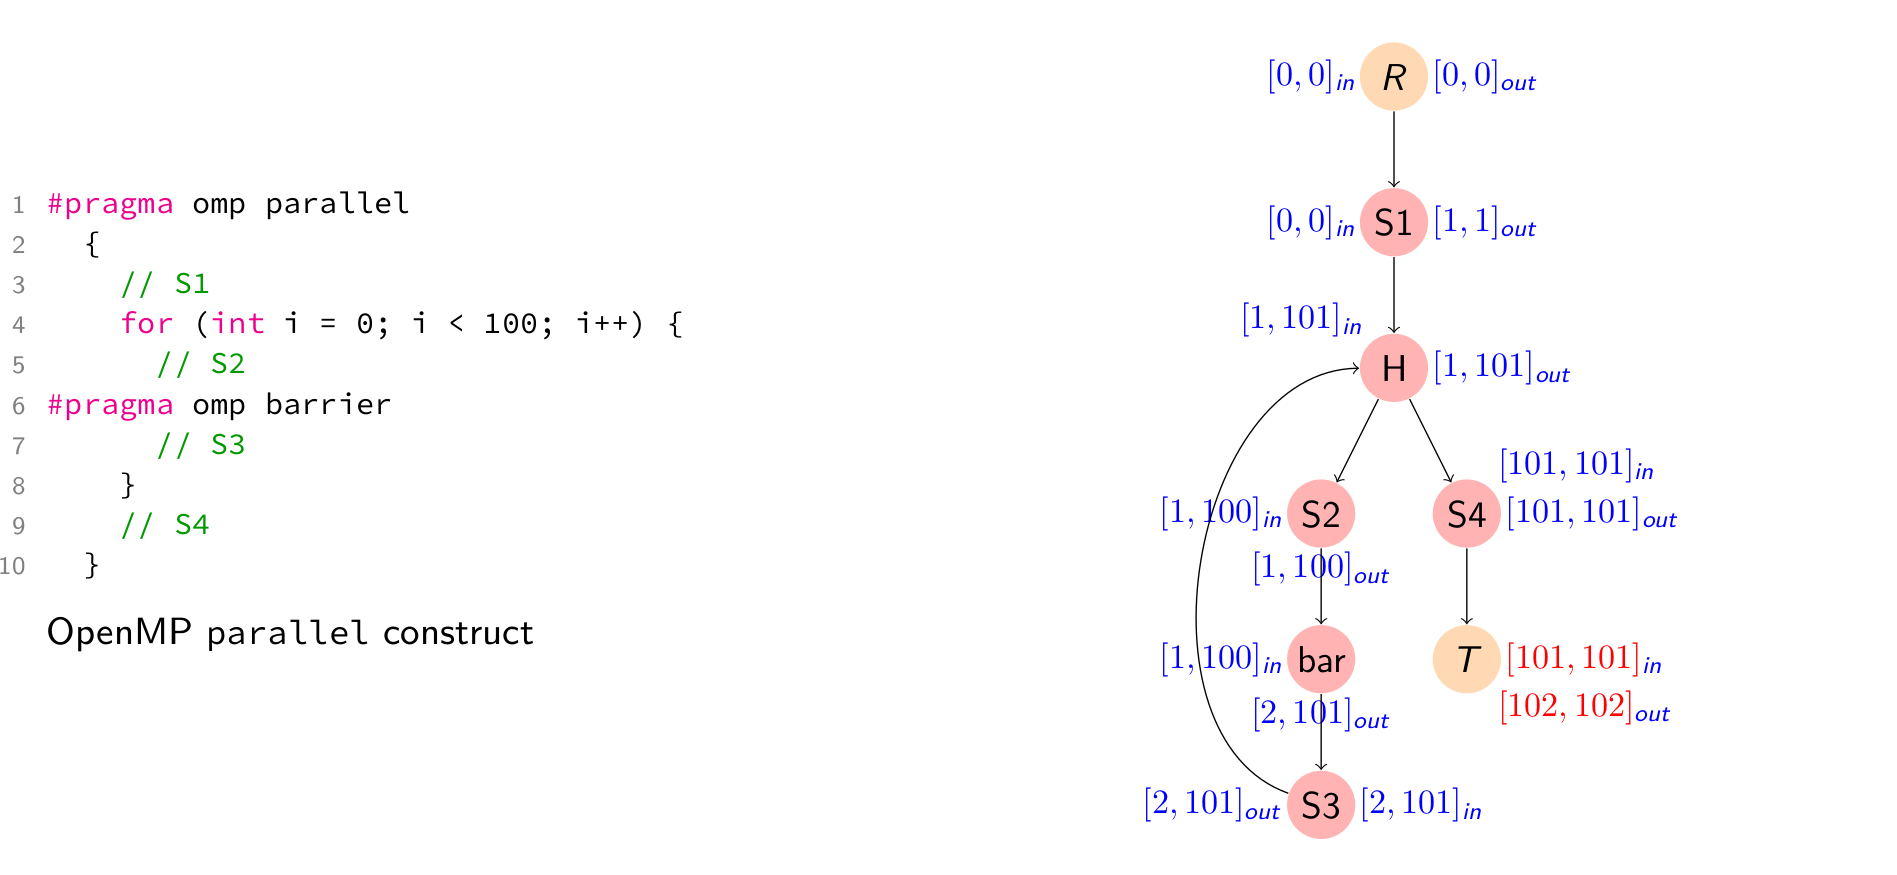 1 #pragma omp parallel
2 {
3 // S1
4 for (int i = 0; i < 100; i++) {
5 // S2
6 #pragma omp barrier
7 // S3
8 }
9 // S4
10 }
OpenMP parallel construct
[0, 0]in R [0, 0]out
[0, 0]in S1 [1, 1]out
[1, 101]in
H [1, 101]out
[101, 101]in
[1, 100]in S2 S4 [101, 101]out
[1, 100]out
[1, 100]in bar T [101, 101]in
[2, 101]out [102, 102]out
[2, 101]out S3 [2, 101]in